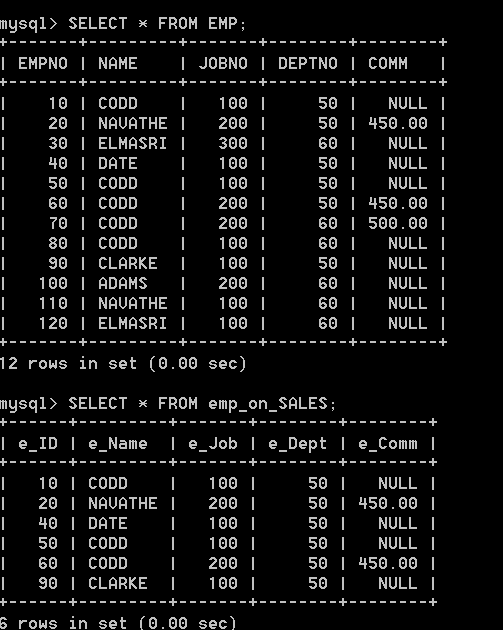 mysql> SELECT * FROM EMP;
+-------+---------+-------+--------+--------+
| EMPNO | NAME    | JOBNO | DEPTNO | COMM   |
+-------+---------+-------+--------+--------+
|    10 | CODD    |   100 |     50 |   NULL |
|    20 | NAVATHE |   200 |     50 | 450.00 |
|    30 | ELMASRI |   300 |     60 |   NULL |
|    40 | DATE    |   100 |     50 |   NULL |
|    50 | CODD    |   100 |     50 |   NULL |
|    60 | CODD    |   200 |     50 | 450.00 |
|    70 | CODD    |   200 |     60 | 500.00 |
|    80 | CODD    |   100 |     60 |   NULL |
|    90 | CLARKE  |   100 |     50 |   NULL |
|   100 | ADAMS   |   200 |     60 |   NULL |
|   110 | NAVATHE |   100 |     60 |   NULL |
|   120 | ELMASRI |   100 |     60 |   NULL |
+-------+---------+-------+--------+--------+
12 rows in set (0.00 sec)
mysql> SELECT * FROM emp_on_SALES;
+------+---------+-------+--------+--------+
| e_ID | e_Name  | e_Job | e_Dept | e_Comm |
+------+---------+-------+--------+--------+
|   10 | CODD    |   100 |     50 |   NULL |
|   20 | NAVATHE |   200 |     50 | 450.00 |
|   40 | DATE    |   100 |     50 |   NULL |
|   50 | CODD    |   100 |     50 |   NULL |
|   60 | CODD    |   200 |     50 | 450.00 |
|   90 | CLARKE  |   100 |     50 |   NULL |
+------+---------+-------+--------+--------+
6 rows in set (0.00 sec)